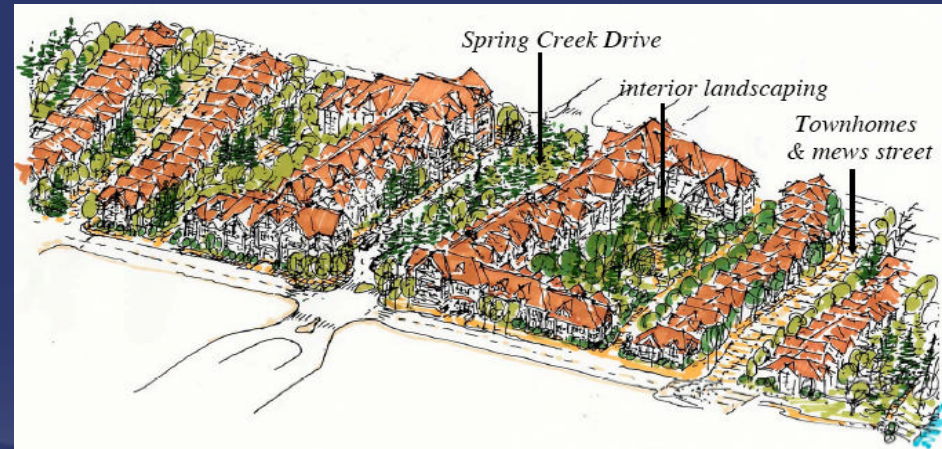 Spring Creek Drive
interior landscaping
Townhomes
& mews street